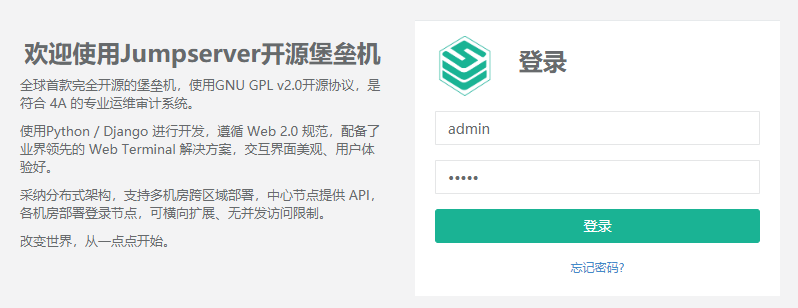 欢迎使用Jumpserver开源堡垒机
全球首款完全开源的堡垒机，使用GNU GPL v2.0开源协议，是
符合 4A 的专业运维审计系统。
使用Python / Django 进行开发，遵循 Web 2.0 规范，配备了
业界领先的 Web Terminal 解决方案，交互界面美观、用户体
验好。
采纳分布式架构，支持多机房跨区域部署，中心节点提供 API，
各机房部署登录节点，可横向扩展、无并发访问限制。
改变世界，从一点点开始。
登录
admin
•••••
登录
忘记密码?